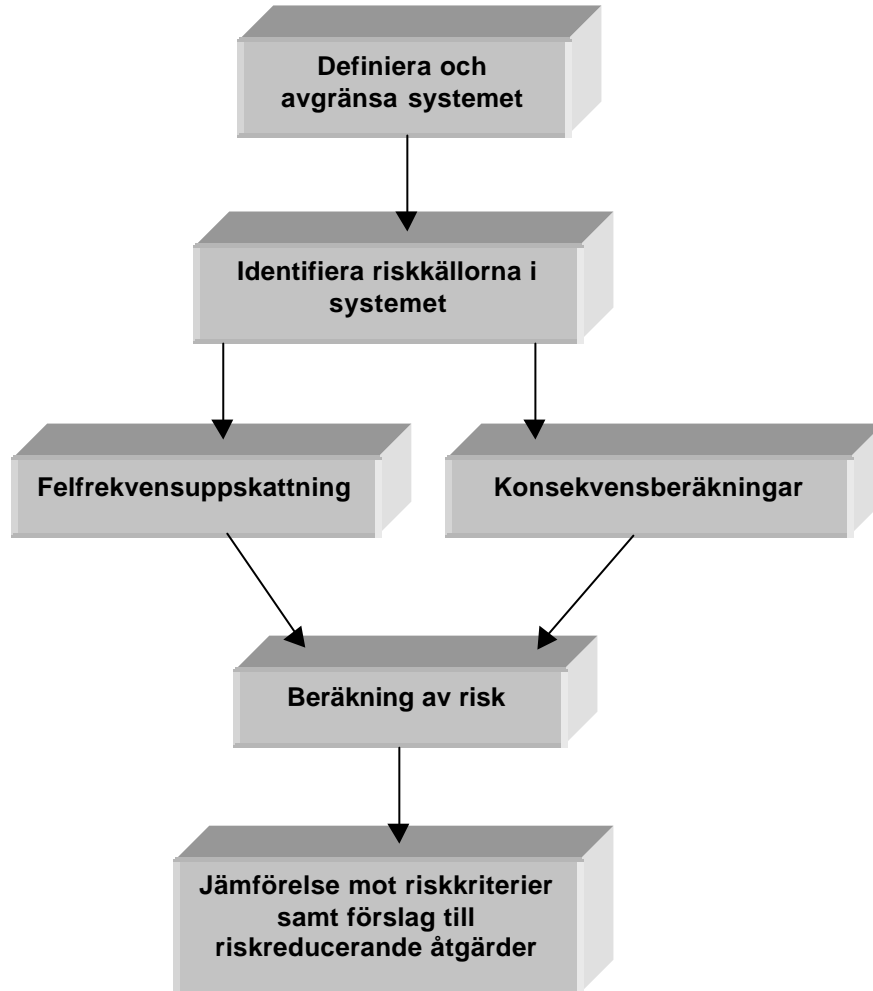 Definiera och
avgränsa systemet
Identifiera riskkällorna i
systemet
Felfrekvensuppskattning
Konsekvensberäkningar
Beräkning av risk
Jämförelse mot riskkriterier
samt förslag till
riskreducerande åtgärder